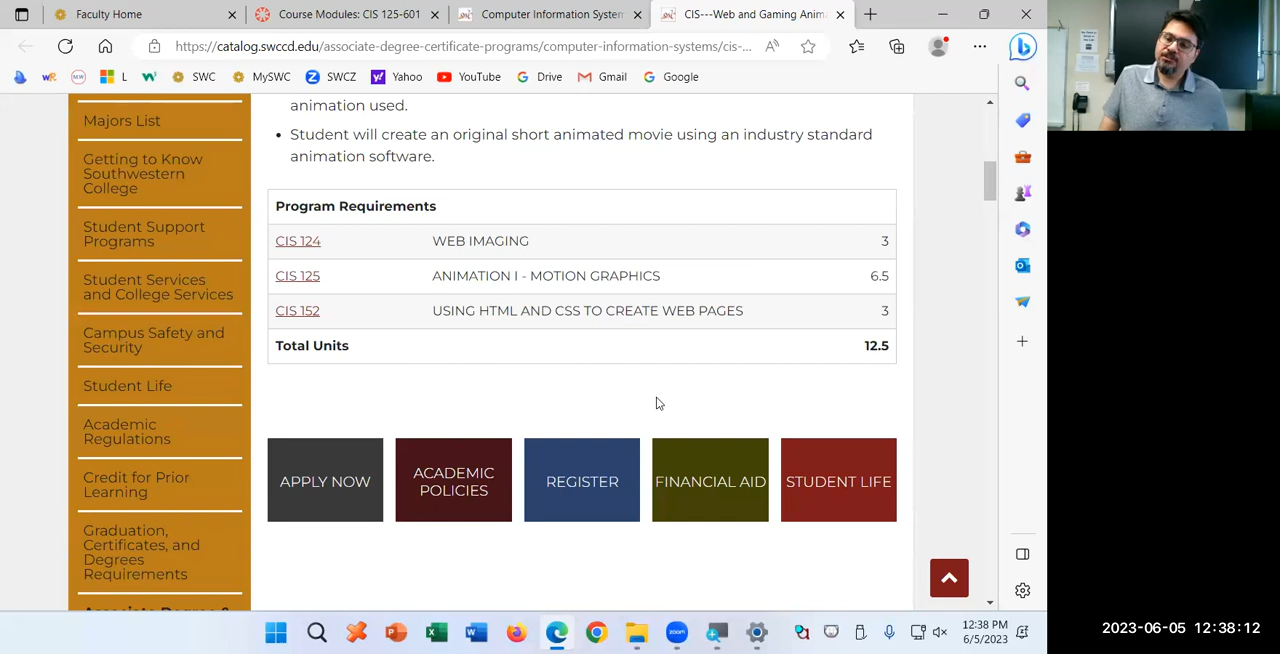 Faculty Home
Course Modules: CIS 125-601
Computer Information System
CIS---Web and Gaming Anima
https://catalog.swccd.edu/associate-degree-certificate-programs/computer-information-systems/cis-...
L
SWC
MySWC
SWCZ
Yahoo
YouTube
Drive
Gmail
Google
Majors List
Getting to Know
Southwestern
College
Student Support
Programs
Student Services
and College Services
Campus Safety and
Security
Student Life
Academic
Regulations
Credit for Prior
Learning
Graduation,
Certificates, and
Degrees
Requirements
Associate Degree &
animation used.
• Student will create an original short animated movie using an industry standard
animation software.
Program Requirements
CIS 124 WEB IMAGING 3
CIS 125 ANIMATION I - MOTION GRAPHICS 6.5
CIS 152 USING HTML AND CSS TO CREATE WEB PAGES 3
Total Units 12.5
APPLY NOW
ACADEMIC
POLICIES
REGISTER
FINANCIAL AID
STUDENT LIFE
zoom
12:38 PM
6/5/2023
2023-06-05 12:38:12